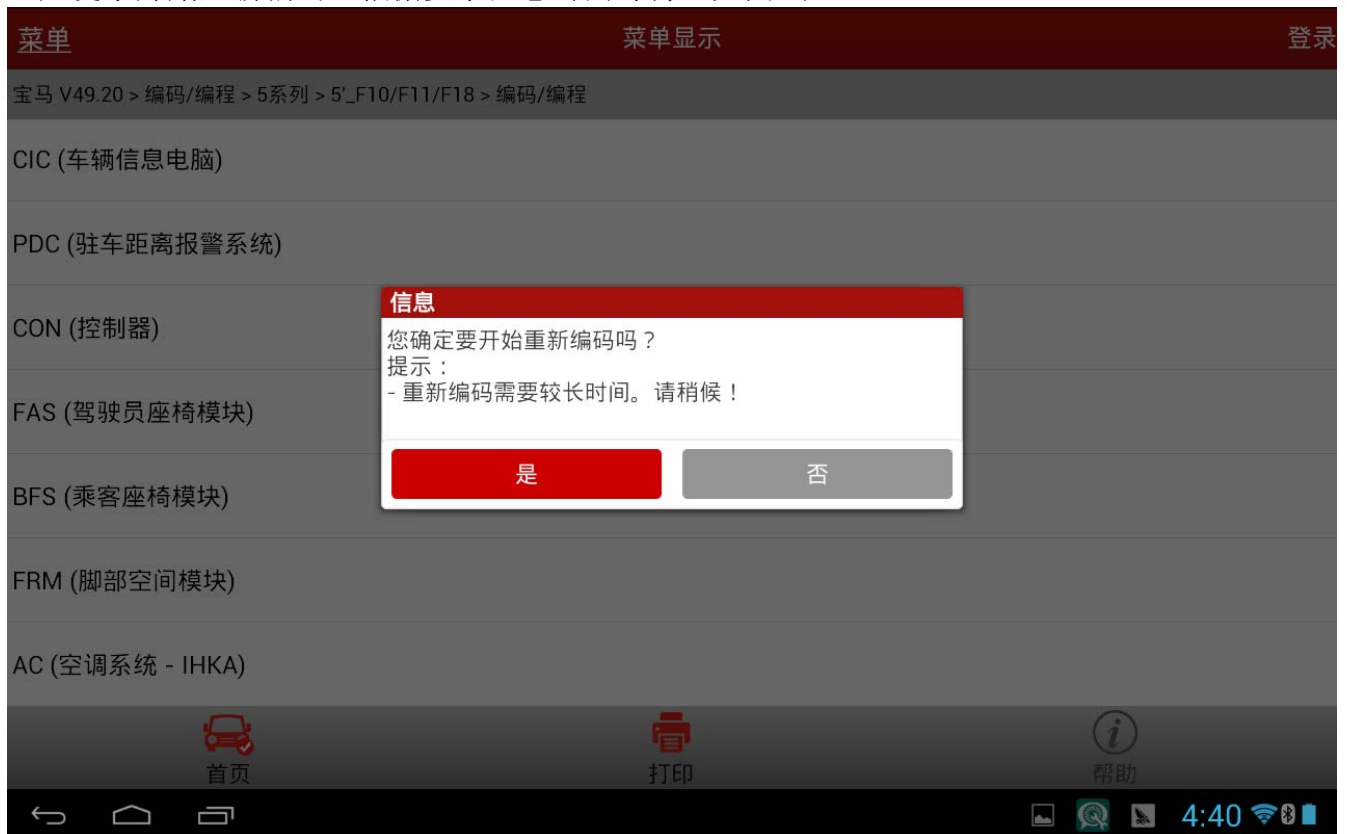 菜单 菜单显示 登录
宝马 V49.20 > 编码/编程 > 5系列 > 5'_F10/F11/F18 > 编码/编程
CIC (车辆信息电脑)
PDC (驻车距离报警系统)
CON (控制器)
FAS (驾驶员座椅模块)
BFS (乘客座椅模块)
FRM (脚部空间模块)
AC (空调系统 - IHKA)
信息
您确定要开始重新编码吗？
提示：
- 重新编码需要较长时间。请稍候！
是 否
首页 打印 帮助
4:40